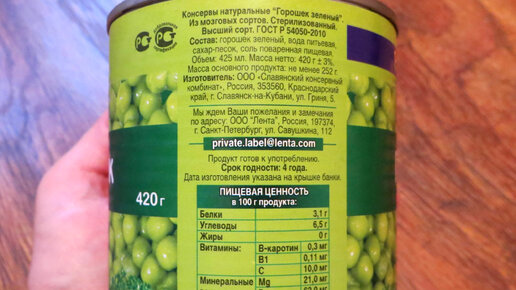 Консервы натуральные "Горошек зеленый".
Из мозговых сортов. Стерилизованный.
Высший сорт. ГОСТ Р 54050-2010
Состав: горошек зеленый, вода питьевая,
сахар-песок, соль поваренная пищевая.
Объем: 425 мл. Масса нетто: 420 г ± 3%.
Масса основного продукта: не менее 252 г.
Изготовитель: ООО «Славянский консервный
комбинат», Россия, 353560, Краснодарский
край, г. Славянск-на-Кубани, ул. Гриня, 5.
Мы ждем Ваши пожелания и замечания
по адресу: ООО "Лента", Россия, 197374,
г. Санкт-Петербург, ул. Савушкина, 112
private.label@lenta.com
Продукт готов к употреблению.
Срок годности: 4 года.
Дата изготовления указана на крышке банки.
ПИЩЕВАЯ ЦЕННОСТЬ
в 100 г продукта:
Белки 3,1 г
Углеводы 6,5 г
Жиры 0 г
Витамины: B-каротин 0,3 мг
B1 0,11 мг
C 10,0 мг
Минеральные Mg 21,0 мг
420 г